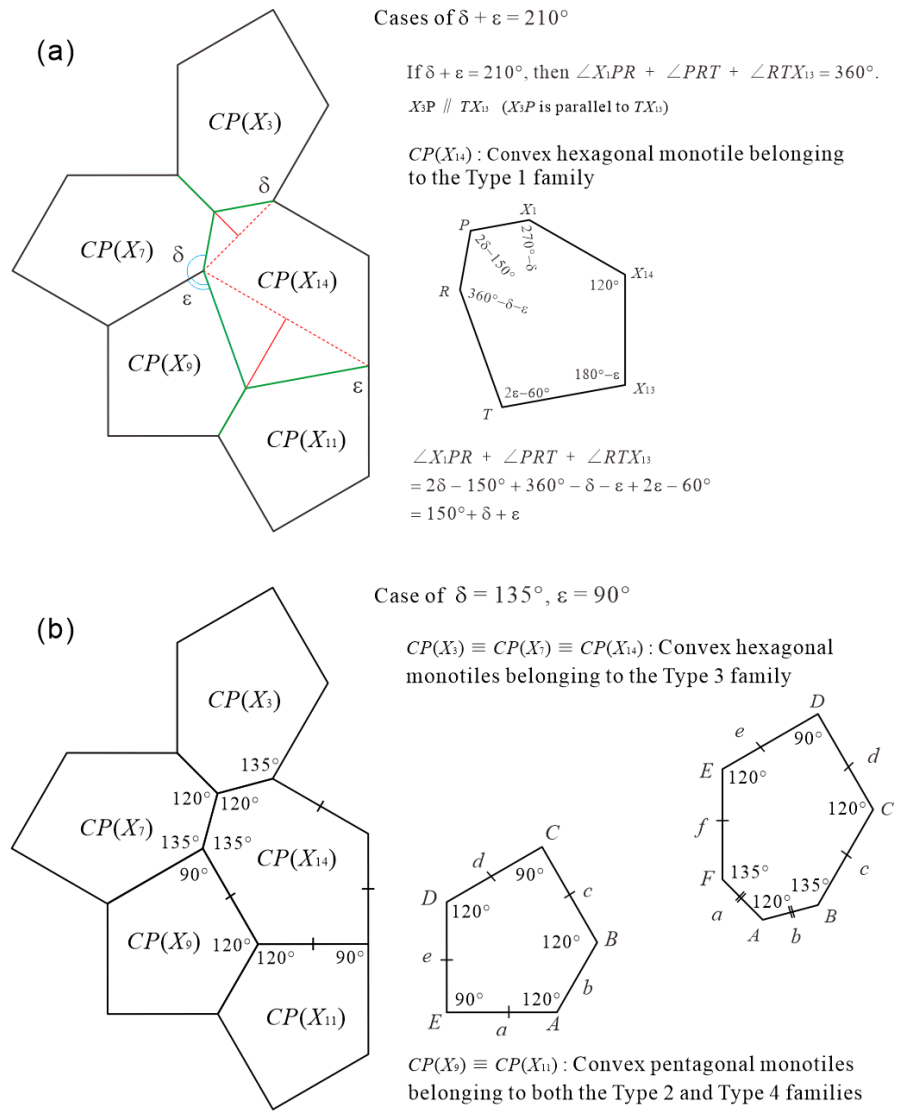 (a)
Cases of δ + ε = 210°
If δ + ε = 210°, then ∠X₁PR + ∠PRT + ∠RTX₁₃ = 360°.
X₃P // TX₁₃ (X₃P is parallel to TX₁₃)
CP(X₁₄) : Convex hexagonal monotile belonging
to the Type 1 family
CP(X₃)
δ
CP(X₇)
δ
ε
CP(X₁₄)
CP(X₉)
ε
CP(X₁₁)
X₁
P
2δ–150°
270°–δ
X₁₄
120°
R
360°–δ–ε
180°–ε
X₁₃
2ε–60°
T
∠X₁PR + ∠PRT + ∠RTX₁₃
= 2δ – 150° + 360° – δ – ε + 2ε – 60°
= 150° + δ + ε
(b)
Case of δ = 135°, ε = 90°
CP(X₃) ≡ CP(X₇) ≡ CP(X₁₄) : Convex hexagonal
monotiles belonging to the Type 3 family
CP(X₃)
135°
120°
120°
CP(X₇)
135°
135°
CP(X₁₄)
90°
CP(X₉)
120°
120°
90°
CP(X₁₁)
C
d
90°
c
D
120°
120°
B
e
b
90°
120°
E
a
A
D
e
90°
d
E
120°
120°
C
f
c
F
135°
135°
120°
a
B
A
b
CP(X₉) ≡ CP(X₁₁) : Convex pentagonal monotiles
belonging to both the Type 2 and Type 4 families